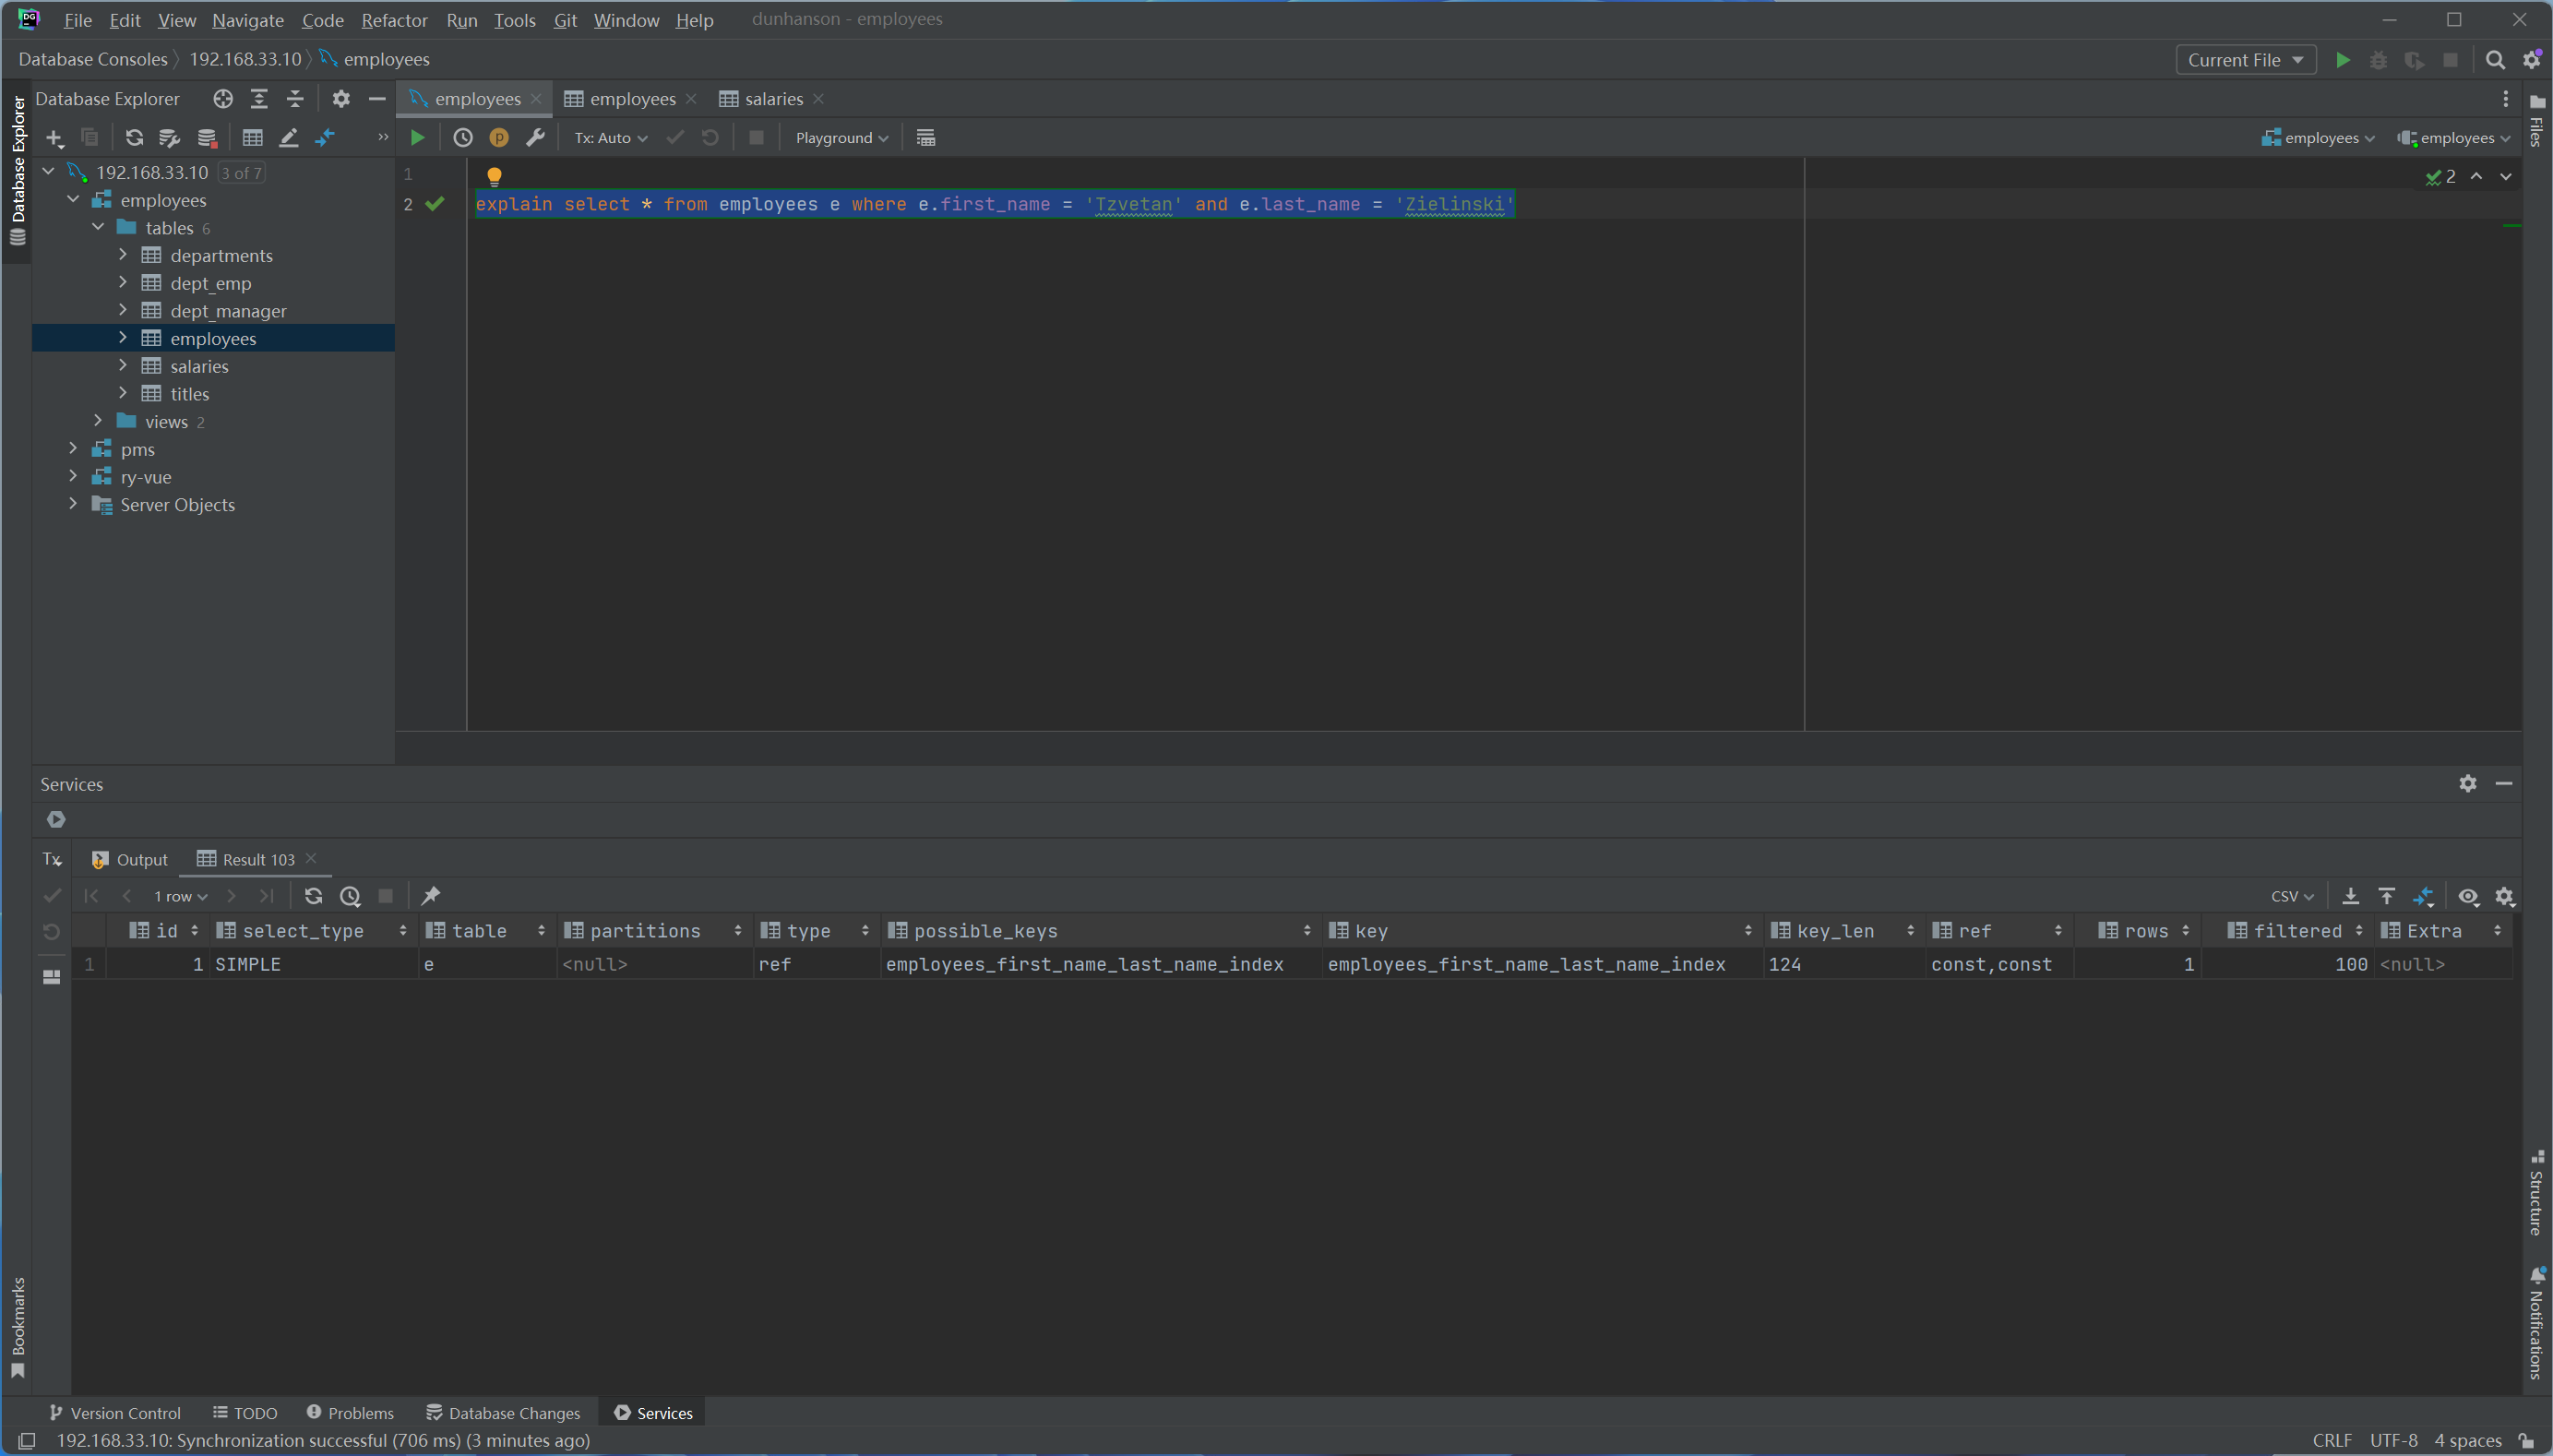 DG File Edit View Navigate Code Refactor Run Tools Git Window Help dunhanson - employees
Database Consoles 192.168.33.10 employees Current File
Database Explorer employees employees salaries
Tx: Auto Playground employees employees
Database Explorer
Files
192.168.33.10 3 of 7
employees
tables 6
departments
dept_emp
dept_manager
employees
salaries
titles
views 2
pms
ry-vue
Server Objects
1
2 explain select * from employees e where e.first_name = 'Tzvetan' and e.last_name = 'Zielinski'
2
Services
Tx Output Result 103
1 row CSV
id select_type table partitions type possible_keys key key_len ref rows filtered Extra
1 1 SIMPLE e <null> ref employees_first_name_last_name_index employees_first_name_last_name_index 124 const,const 1 100 <null>
Structure
Notifications
Bookmarks
Version Control TODO Problems Database Changes Services
192.168.33.10: Synchronization successful (706 ms) (3 minutes ago) CRLF UTF-8 4 spaces